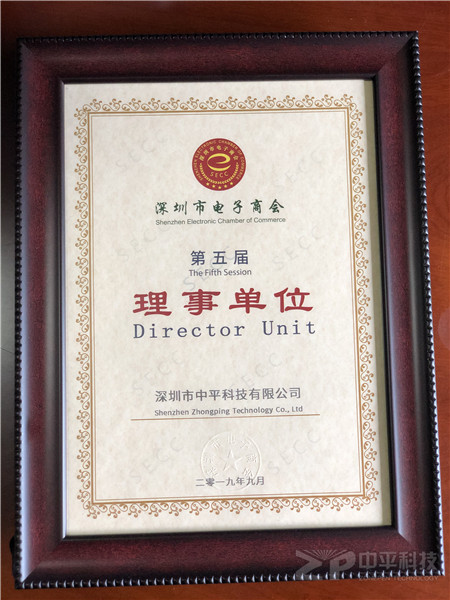 SECC
深圳市电子商会
Shenzhen Electronic Chamber of Commerce
第五届
The Fifth Session
理事单位
Director Unit
深圳市中平科技有限公司
Shenzhen Zhongping Technology Co., Ltd
二零一九年九月
中平科技